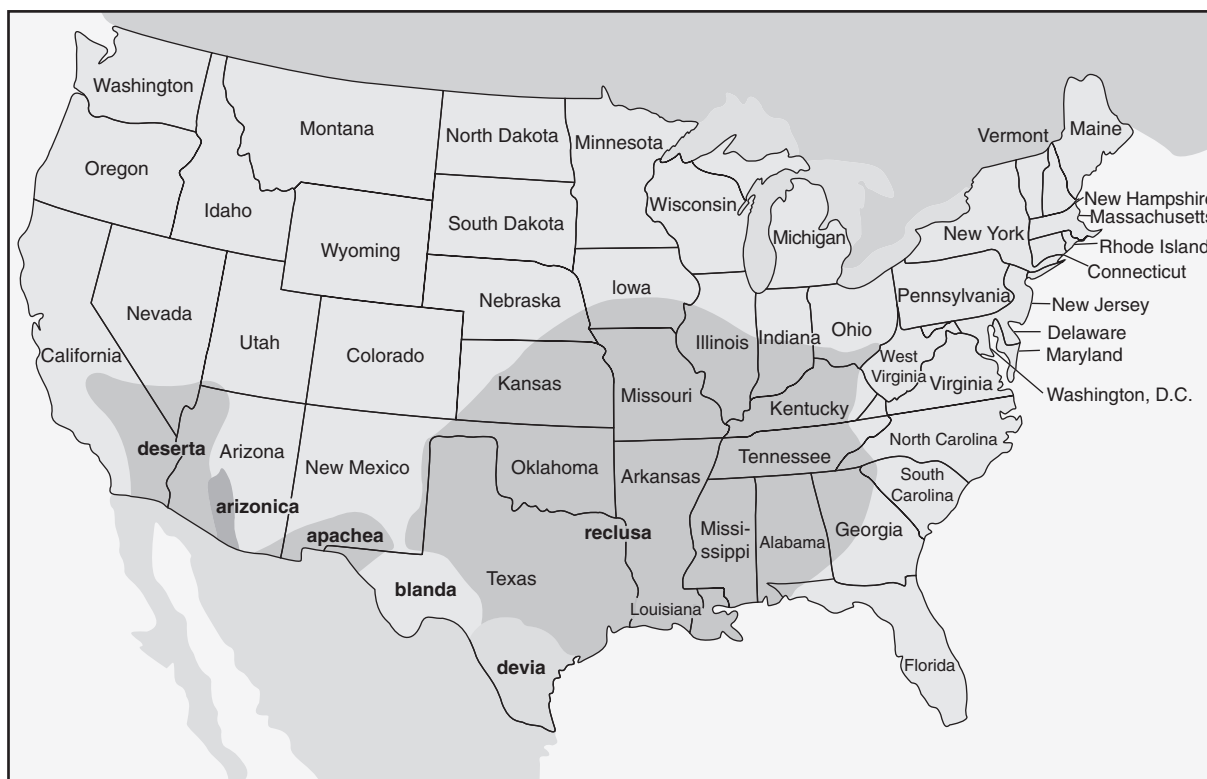 Washington
Montana
North Dakota
Minnesota
Vermont
Maine
Oregon
Idaho
Wisconsin
New Hampshire
Massachusetts
South Dakota
Wyoming
Michigan
New York
Rhode Island
Connecticut
Nebraska
Iowa
Pennsylvania
New Jersey
Nevada
Utah
Colorado
Illinois
Indiana
Ohio
Delaware
Maryland
California
Kansas
Missouri
West
Virginia
Virginia
Washington, D.C.
Kentucky
deserta
Arizona
New Mexico
Oklahoma
Arkansas
Tennessee
North Carolina
South
Carolina
arizonica
apachea
reclusa
Missi-
ssippi
Alabama
Georgia
blanda
Texas
Louisiana
devia
Florida